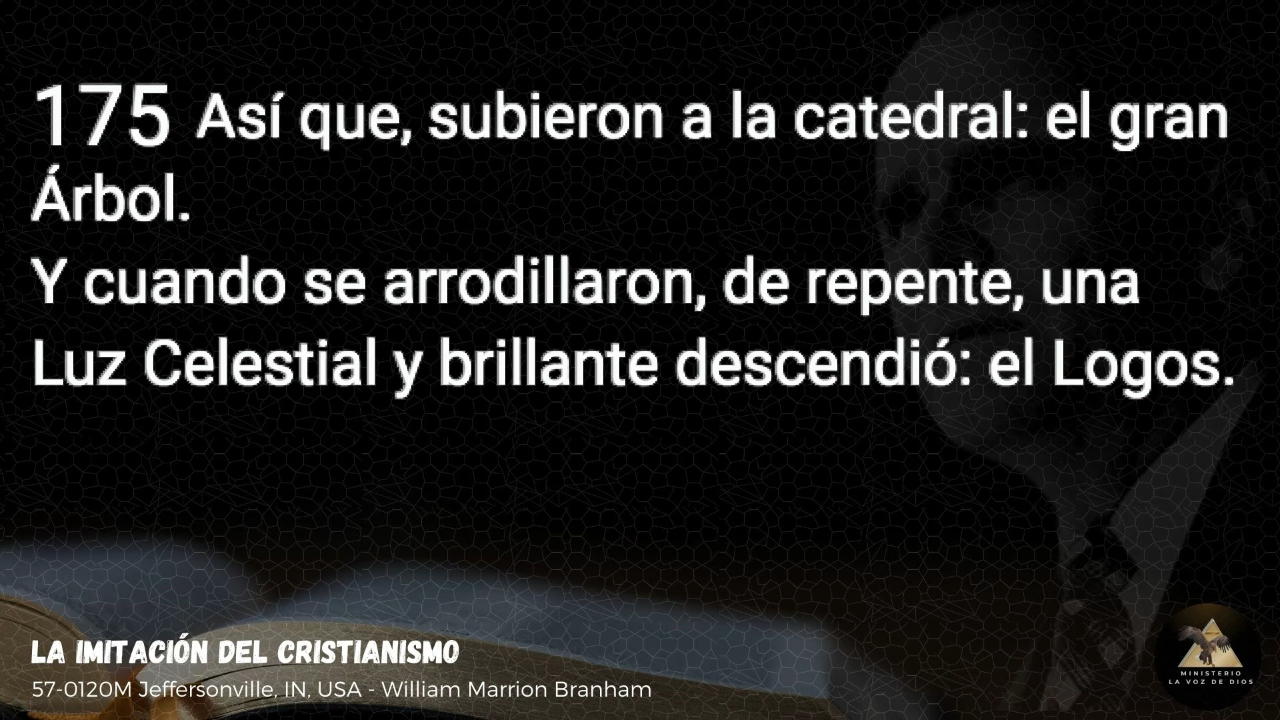 175 Así que, subieron a la catedral: el gran
Árbol.
Y cuando se arrodillaron, de repente, una
Luz Celestial y brillante descendió: el Logos.
LA IMITACIÓN DEL CRISTIANISMO
57-0120M Jeffersonville, IN, USA - William Marrion Branham
MINISTERIO
LA VOZ DE DIOS